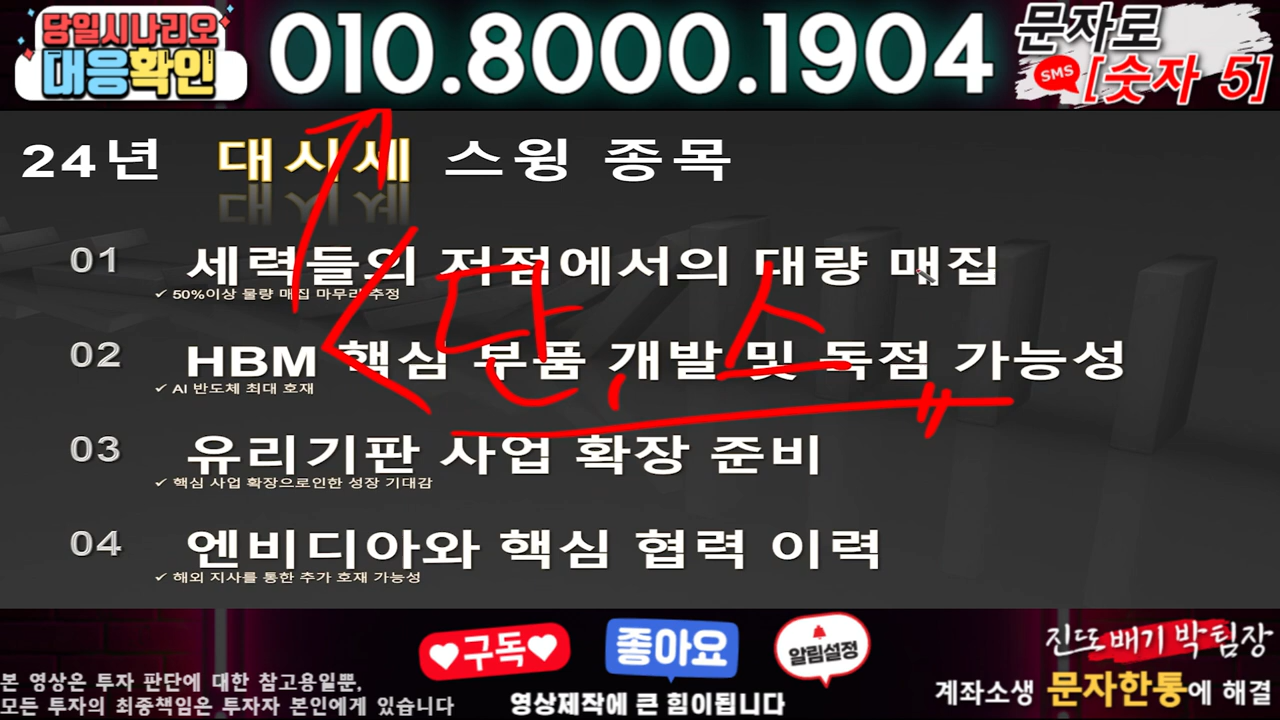 당일시나리오
대응확인
010.8000.1904
문자로
SMS
[숫자 5]
24년 대시세 스윙 종목
01 세력들의 저점에서의 대량 매집
✓ 50%이상 물량 매집 마무리 추정
단, 스
02 HBM 핵심 부품 개발 및 독점 가능성
✓ AI 반도체 최대 호재
03 유리기판 사업 확장 준비
✓ 핵심 사업 확장으로인한 성장 기대감
04 엔비디아와 핵심 협력 이력
✓ 해외 지사를 통한 추가 호재 가능성
구독
좋아요
알림설정
영상제작에 큰 힘이됩니다
본 영상은 투자 판단에 대한 참고용일뿐,
모든 투자의 최종책임은 투자자 본인에게 있습니다
진또배기 박팀장
계좌소생 문자한통에 해결